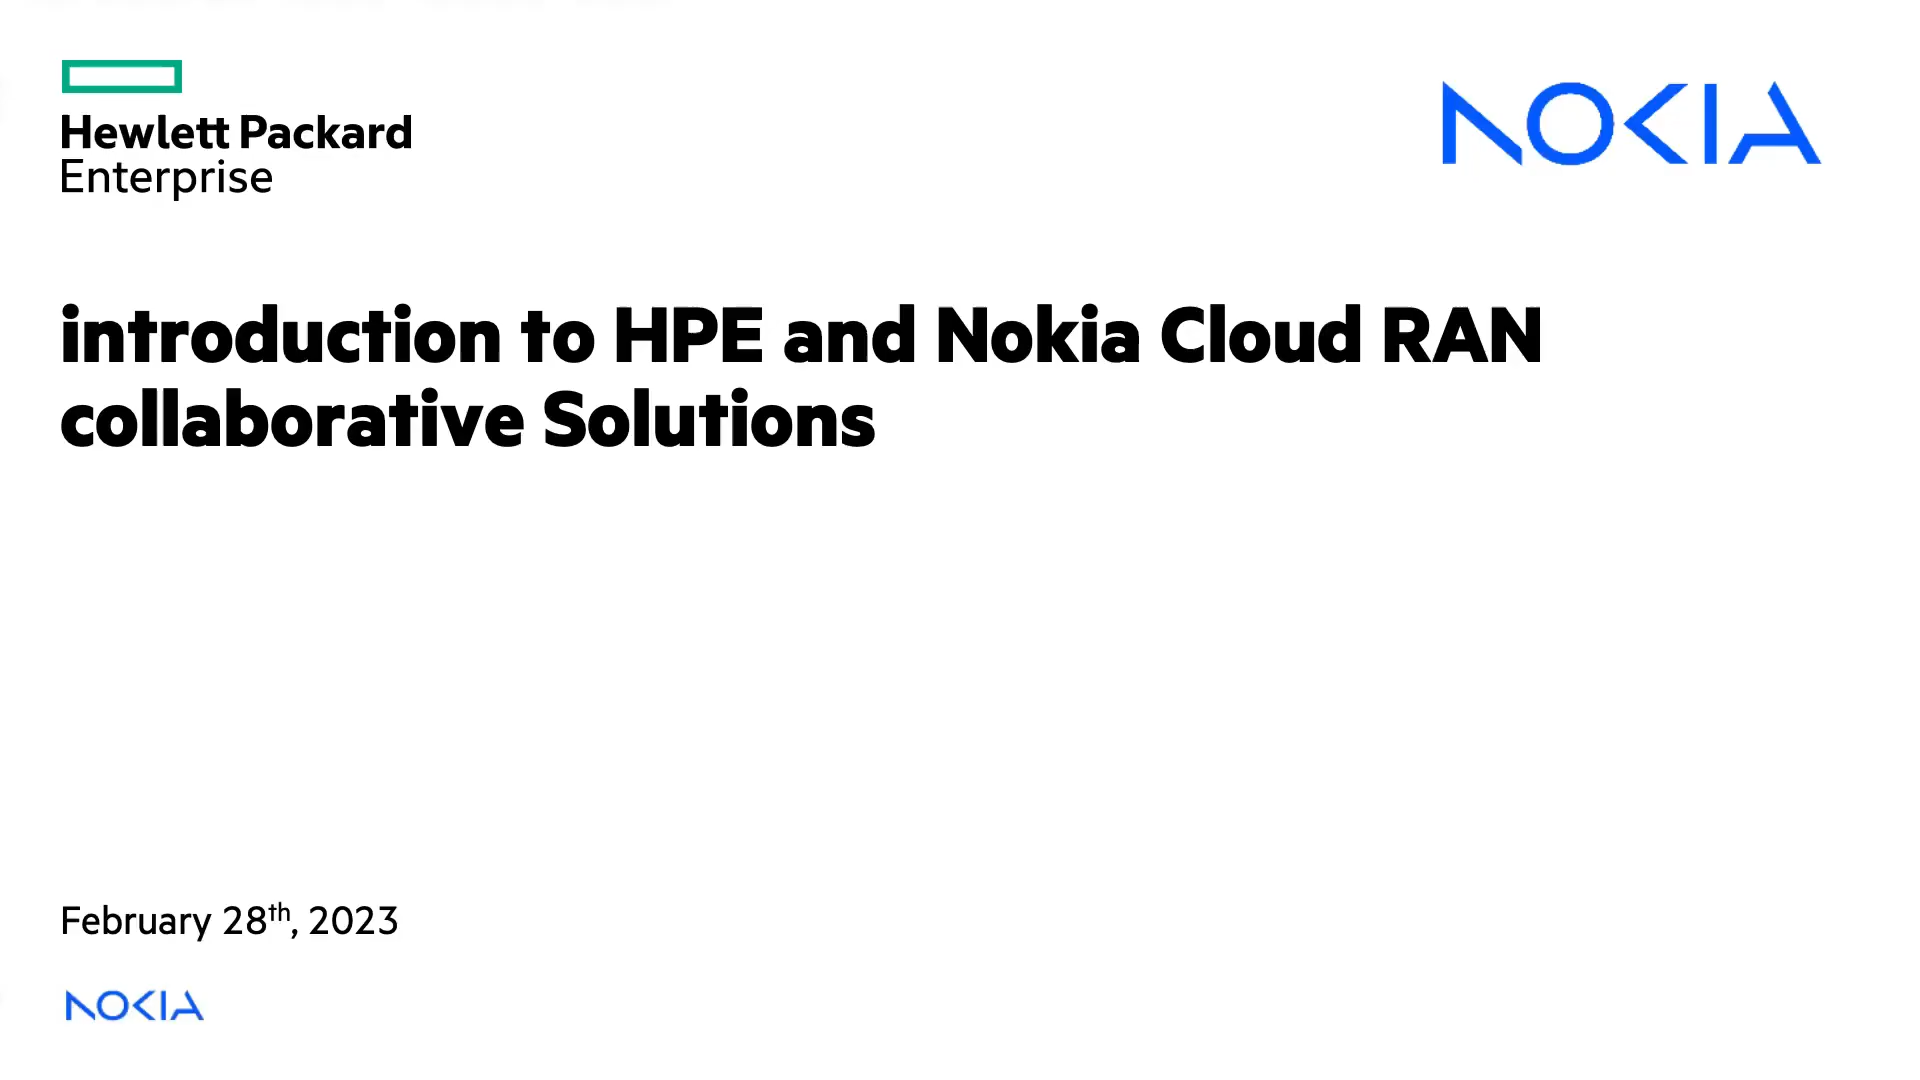 Hewlett Packard
Enterprise
NOKIA
introduction to HPE and Nokia Cloud RAN
collaborative Solutions
February 28th, 2023
NOKIA